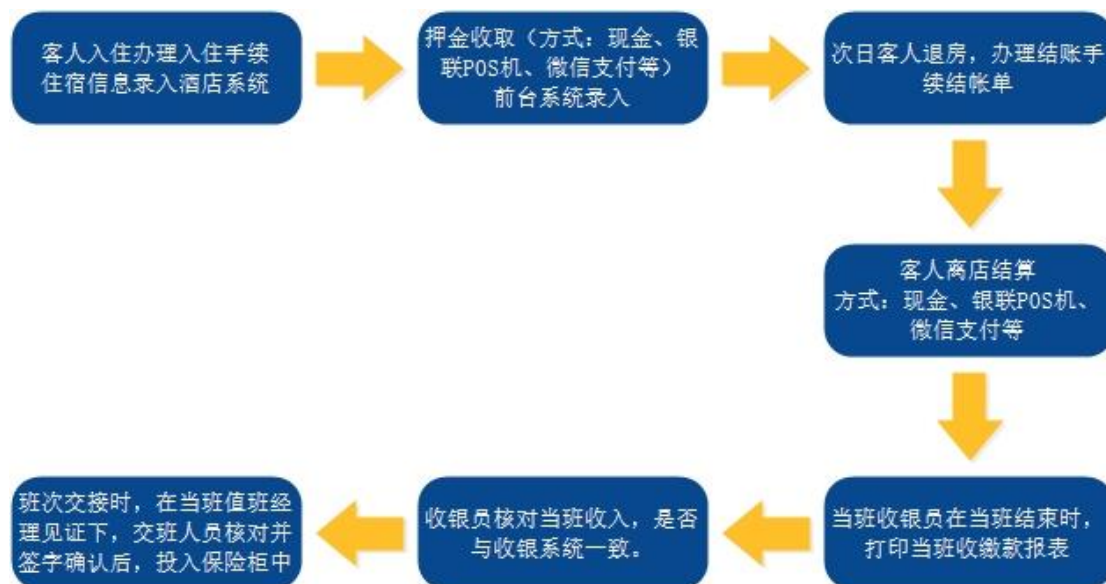 客人入住办理入住手续
住宿信息录入酒店系统
押金收取（方式：现金、银
联POS机、微信支付等）
前台系统录入
次日客人退房，办理结账手
续结帐单
客人离店结算
方式：现金、银联POS机、
微信支付等
当班收银员在当班结束时，
打印当班收缴款报表
收银员核对当班收入，是否
与收银系统一致。
班次交接时，在当班值班经
理见证下，交班人员核对并
签字确认后，投入保险柜中